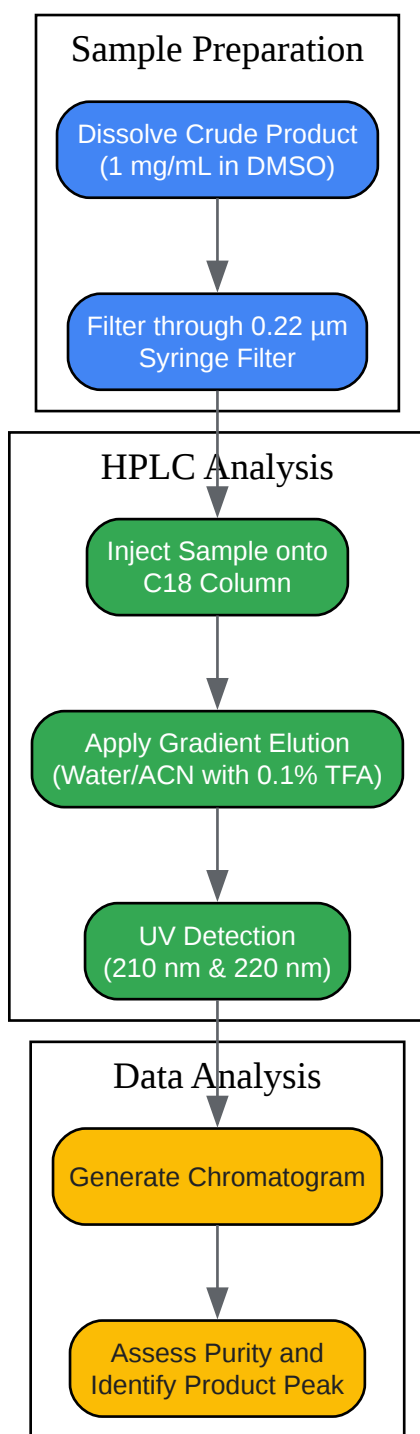 Sample Preparation
Dissolve Crude Product
(1 mg/mL in DMSO)
Filter through 0.22 µm
Syringe Filter
HPLC Analysis
Inject Sample onto
C18 Column
Apply Gradient Elution
(Water/ACN with 0.1% TFA)
UV Detection
(210 nm & 220 nm)
Data Analysis
Generate Chromatogram
Assess Purity and
Identify Product Peak